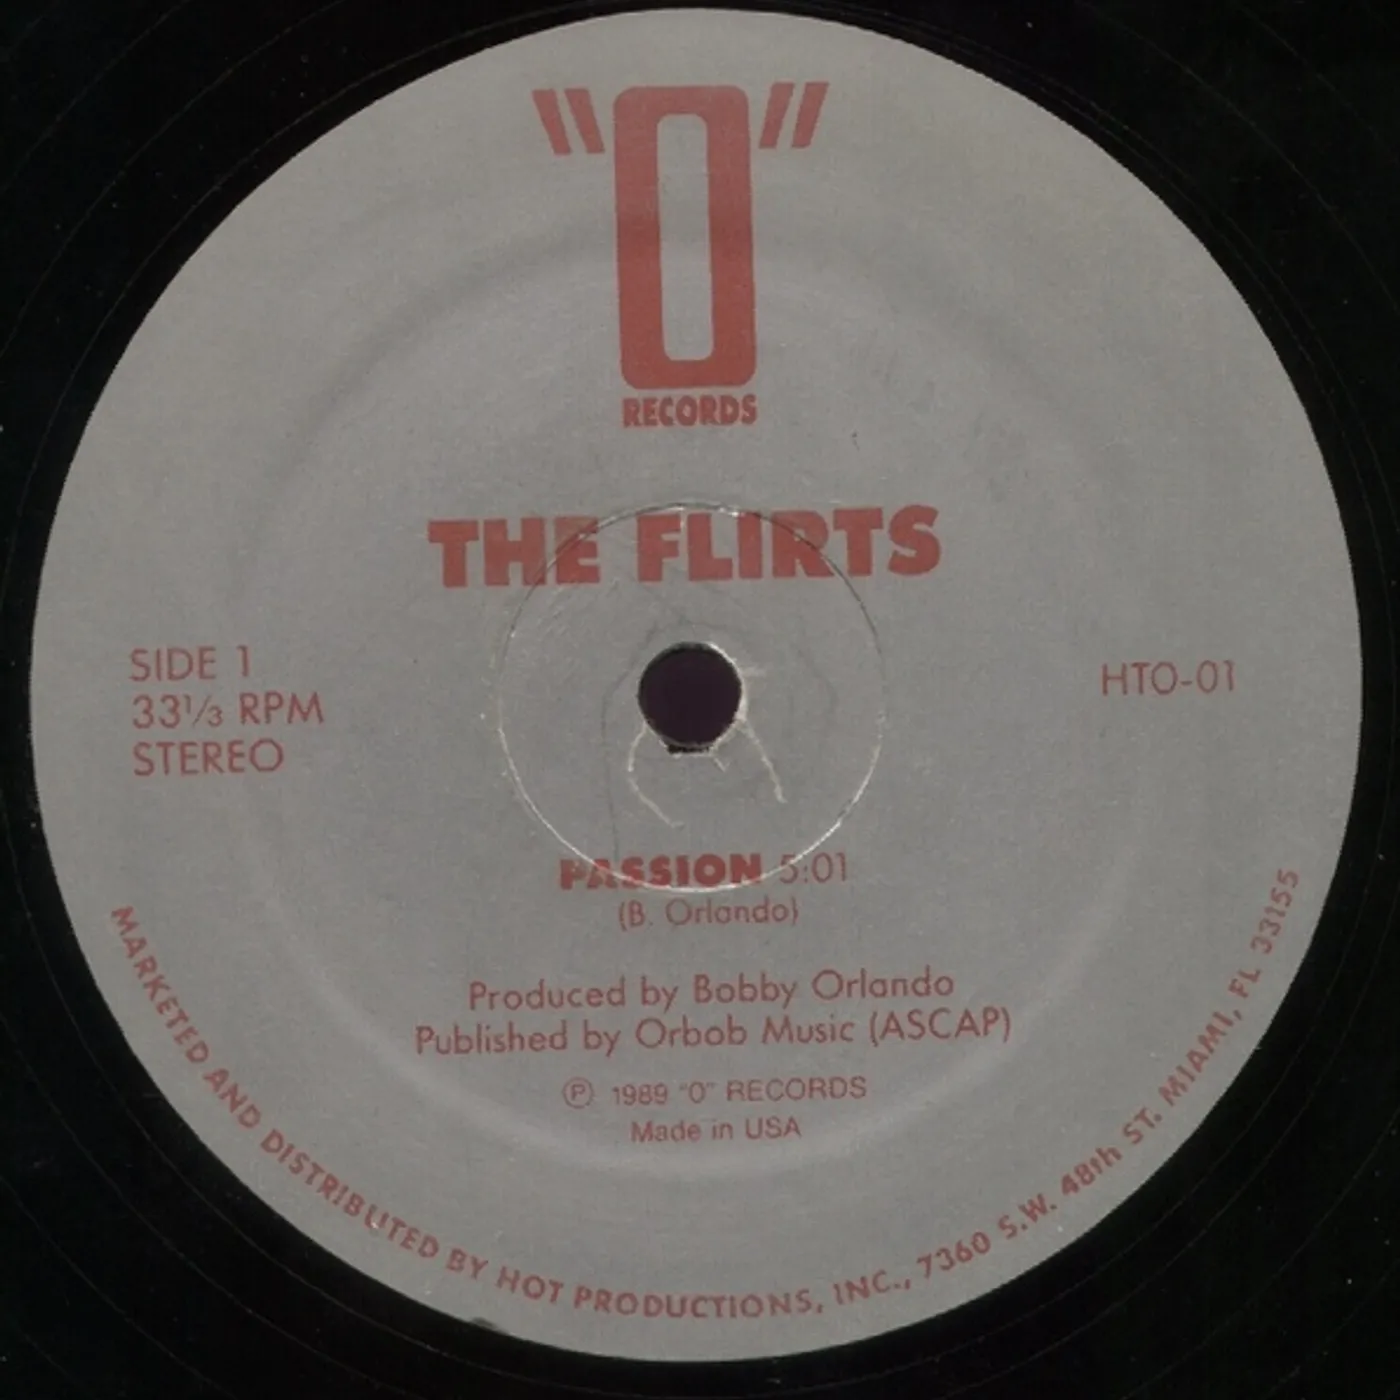 "O"
RECORDS
THE FLIRTS
SIDE 1
33⅓ RPM
STEREO
HTO-01
PASSION 5:01
(B. Orlando)
Produced by Bobby Orlando
Published by Orbob Music (ASCAP)
Ⓟ 1989 "O" RECORDS
Made in USA
MARKETED AND DISTRIBUTED BY HOT PRODUCTIONS, INC., 7360 S.W. 48th ST. MIAMI, FL 33155